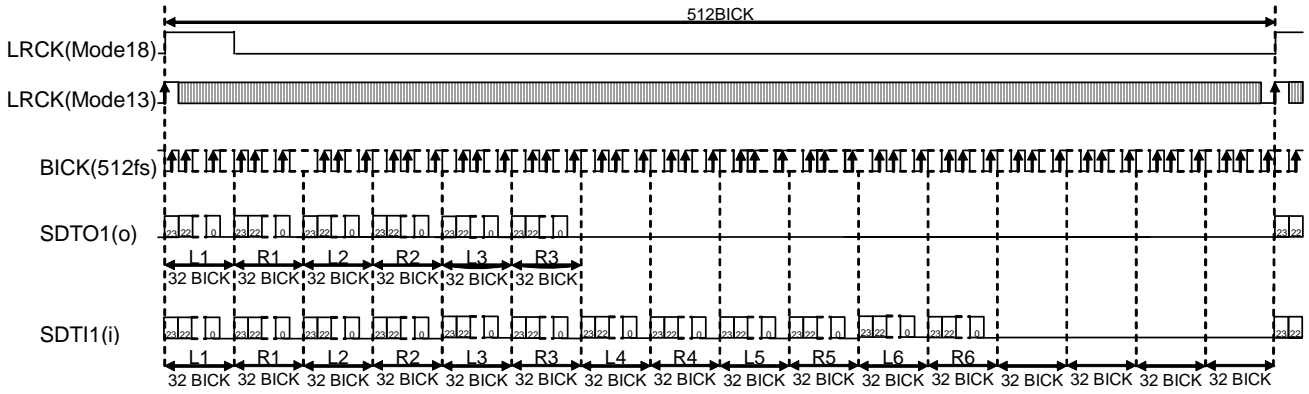 512BICK
LRCK(Mode18)
LRCK(Mode13)
BICK(512fs)
SDTO1(o)
23 22 0 23 22 0 23 22 0 23 22 0 23 22 0 23 22 0 23 22
L1 R1 L2 R2 L3 R3
32 BICK 32 BICK 32 BICK 32 BICK 32 BICK 32 BICK
SDTI1(i)
23 22 0 23 22 0 23 22 0 23 22 0 23 22 0 23 22 0 23 22 0 23 22 0 23 22 0 23 22 0 23 22 0 23 22 0 23 22
L1 R1 L2 R2 L3 R3 L4 R4 L5 R5 L6 R6
32 BICK 32 BICK 32 BICK 32 BICK 32 BICK 32 BICK 32 BICK 32 BICK 32 BICK 32 BICK 32 BICK 32 BICK 32 BICK 32 BICK 32 BICK 32 BICK